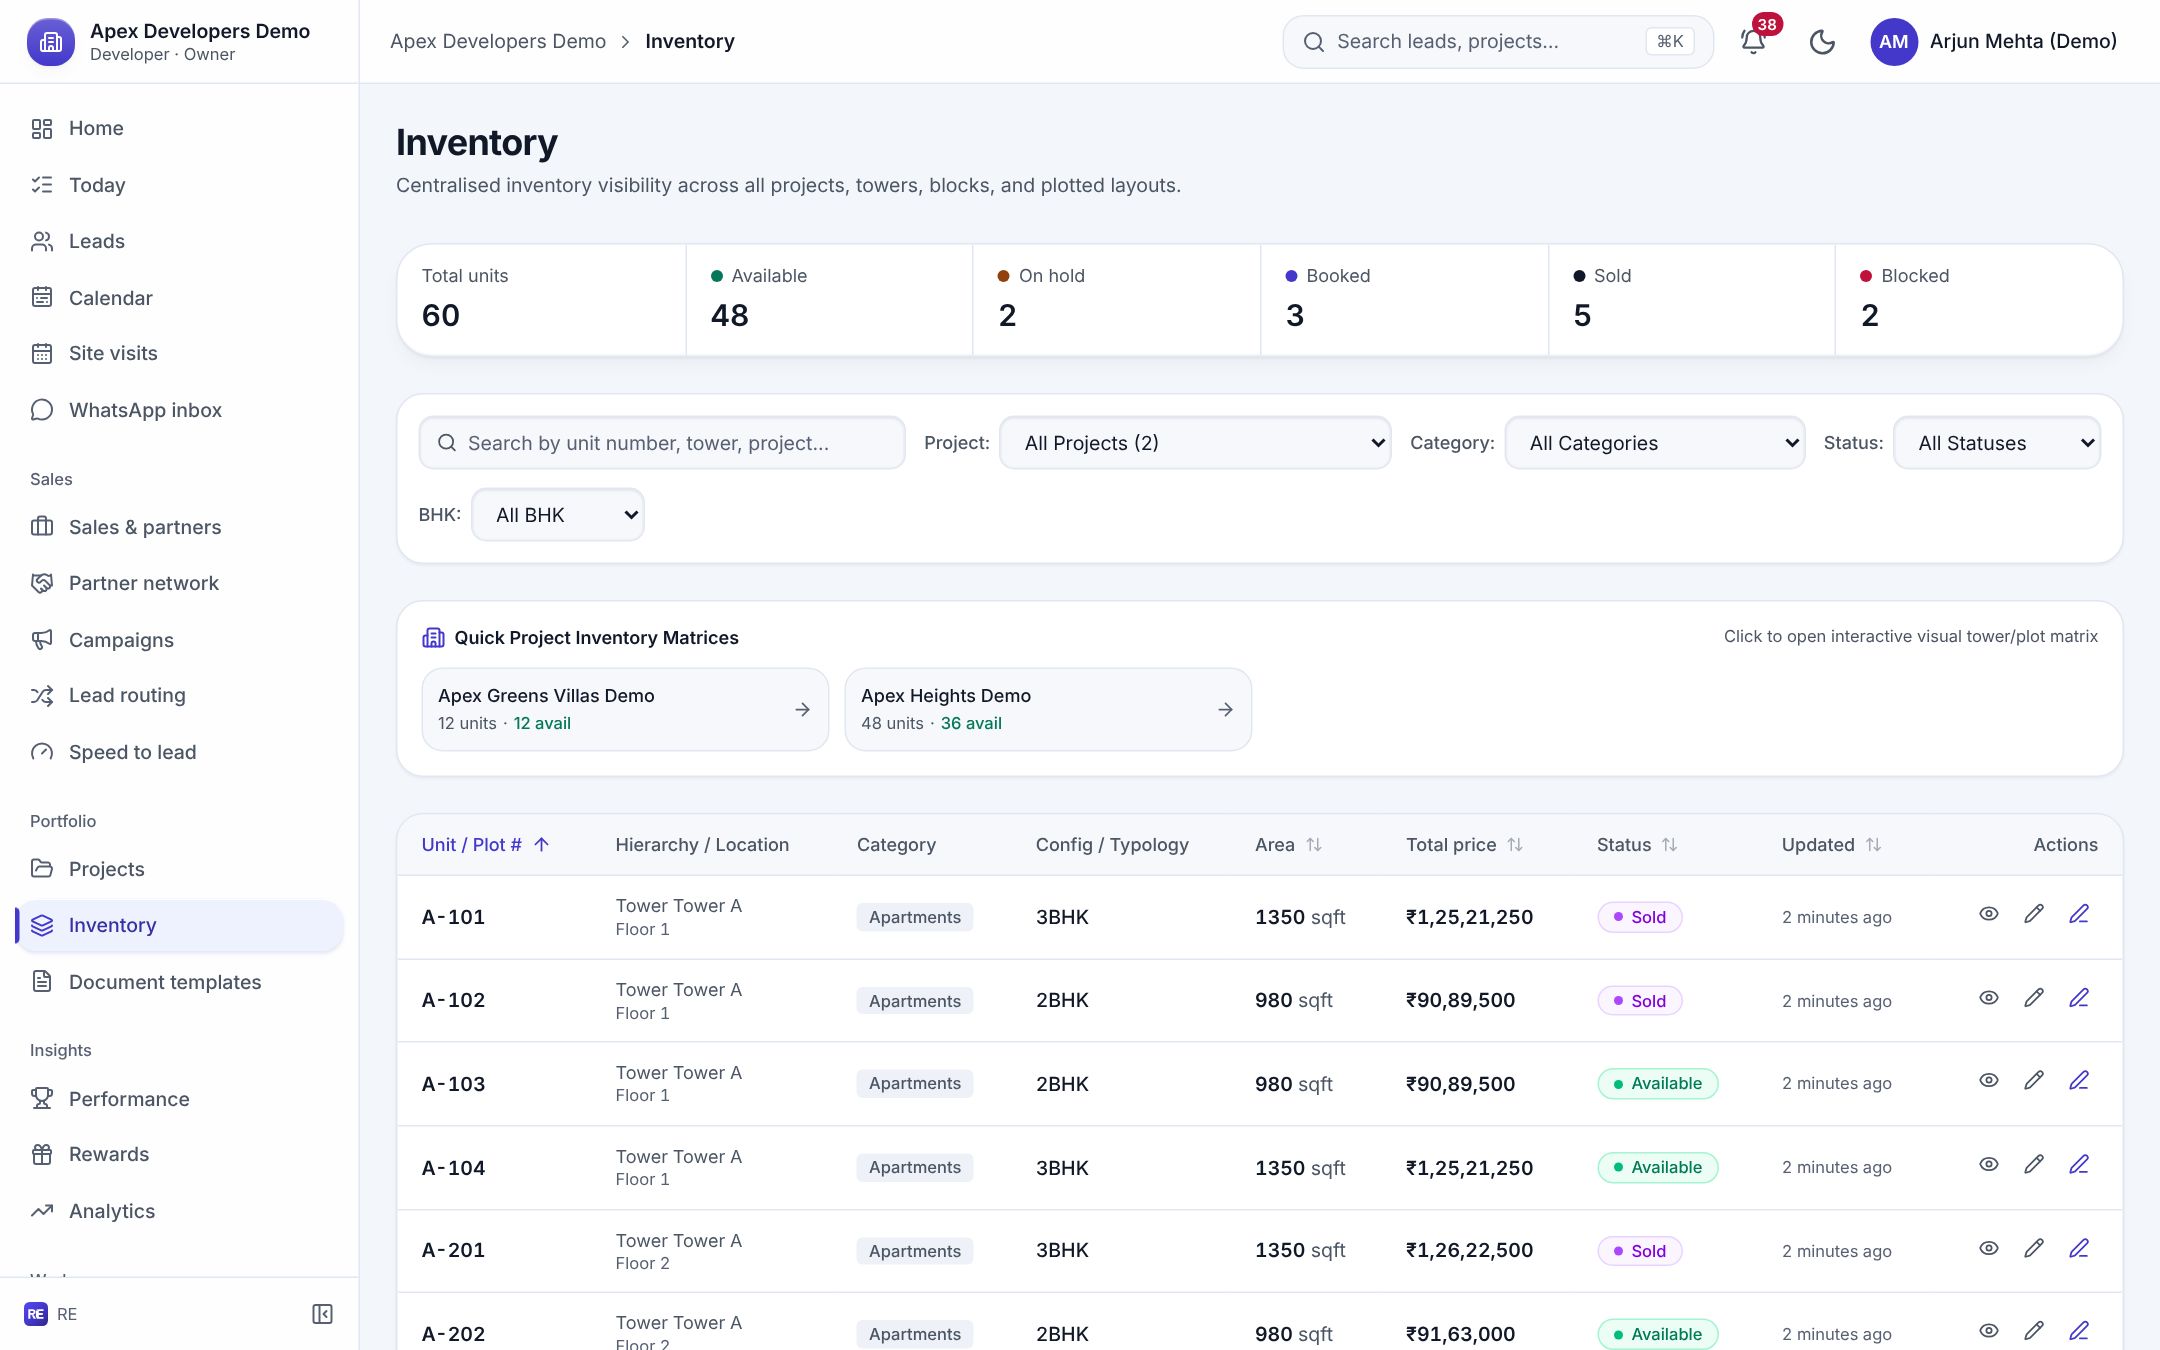 Apex Developers Demo
Developer · Owner
Apex Developers Demo > Inventory
Search leads, projects...
⌘K
38
AM
Arjun Mehta (Demo)
Home
Today
Leads
Calendar
Site visits
WhatsApp inbox
Sales
Sales & partners
Partner network
Campaigns
Lead routing
Speed to lead
Portfolio
Projects
Inventory
Document templates
Insights
Performance
Rewards
Analytics
RE RE
Inventory
Centralised inventory visibility across all projects, towers, blocks, and plotted layouts.
Total units
60
Available
48
On hold
2
Booked
3
Sold
5
Blocked
2
Search by unit number, tower, project...
Project: All Projects (2)
Category: All Categories
Status: All Statuses
BHK: All BHK
Quick Project Inventory Matrices
Click to open interactive visual tower/plot matrix
Apex Greens Villas Demo
12 units · 12 avail
Apex Heights Demo
48 units · 36 avail
Unit / Plot # Hierarchy / Location Category Config / Typology Area Total price Status Updated Actions
A-101 Tower Tower A Apartments 3BHK 1350 sqft ₹1,25,21,250 Sold 2 minutes ago
Floor 1
A-102 Tower Tower A Apartments 2BHK 980 sqft ₹90,89,500 Sold 2 minutes ago
Floor 1
A-103 Tower Tower A Apartments 2BHK 980 sqft ₹90,89,500 Available 2 minutes ago
Floor 1
A-104 Tower Tower A Apartments 3BHK 1350 sqft ₹1,25,21,250 Available 2 minutes ago
Floor 1
A-201 Tower Tower A Apartments 3BHK 1350 sqft ₹1,26,22,500 Sold 2 minutes ago
Floor 2
A-202 Tower Tower A Apartments 2BHK 980 sqft ₹91,63,000 Available 2 minutes ago
Floor 2